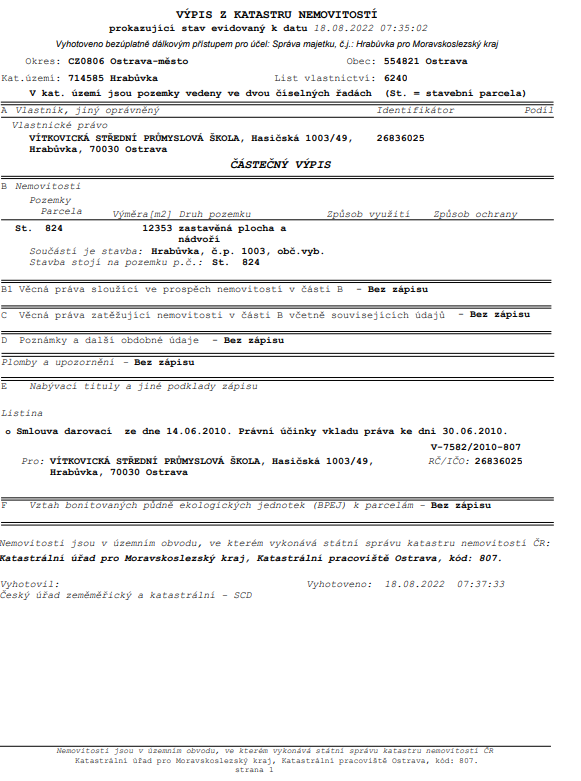 VÝPIS Z KATASTRU NEMOVITOSTÍ
prokazující stav evidovaný k datu 18.08.2022 07:35:02
Vyhotoveno bezúplatně dálkovým přístupem pro účel: Správa majetku, č.j.: Hrabůvka pro Moravskoslezský kraj
Okres: CZ0806 Ostrava-město Obec: 554821 Ostrava
Kat.území: 714585 Hrabůvka List vlastnictví: 6240
V kat. území jsou pozemky vedeny ve dvou číselných řadách (St. = stavební parcela)
A Vlastník, jiný oprávněný Identifikátor Podíl
Vlastnické právo
VÍTKOVICKÁ STŘEDNÍ PRŮMYSLOVÁ ŠKOLA, Hasičská 1003/49, 26836025
Hrabůvka, 70030 Ostrava
ČÁSTEČNÝ VÝPIS
B Nemovitosti
Pozemky
Parcela Výměra[m2] Druh pozemku Způsob využití Způsob ochrany
St. 824 12353 zastavěná plocha a
nádvoří
Součástí je stavba: Hrabůvka, č.p. 1003, obč.vyb.
Stavba stojí na pozemku p.č.: St. 824
B1 Věcná práva sloužící ve prospěch nemovitostí v části B - Bez zápisu
C Věcná práva zatěžující nemovitosti v části B včetně souvisejících údajů - Bez zápisu
D Poznámky a další obdobné údaje - Bez zápisu
Plomby a upozornění - Bez zápisu
E Nabývací tituly a jiné podklady zápisu
Listina
o Smlouva darovací ze dne 14.06.2010. Právní účinky vkladu práva ke dni 30.06.2010.
V-7582/2010-807
Pro: VÍTKOVICKÁ STŘEDNÍ PRŮMYSLOVÁ ŠKOLA, Hasičská 1003/49, RČ/IČO: 26836025
Hrabůvka, 70030 Ostrava
F Vztah bonitovaných půdně ekologických jednotek (BPEJ) k parcelám - Bez zápisu
Nemovitosti jsou v územním obvodu, ve kterém vykonává státní správu katastru nemovitostí ČR:
Katastrální úřad pro Moravskoslezský kraj, Katastrální pracoviště Ostrava, kód: 807.
Vyhotovil: Vyhotoveno: 18.08.2022 07:37:33
Český úřad zeměměřický a katastrální - SCD
Nemovitosti jsou v územním obvodu, ve kterém vykonává státní správu katastru nemovitostí ČR
Katastrální úřad pro Moravskoslezský kraj, Katastrální pracoviště Ostrava, kód: 807.
strana 1